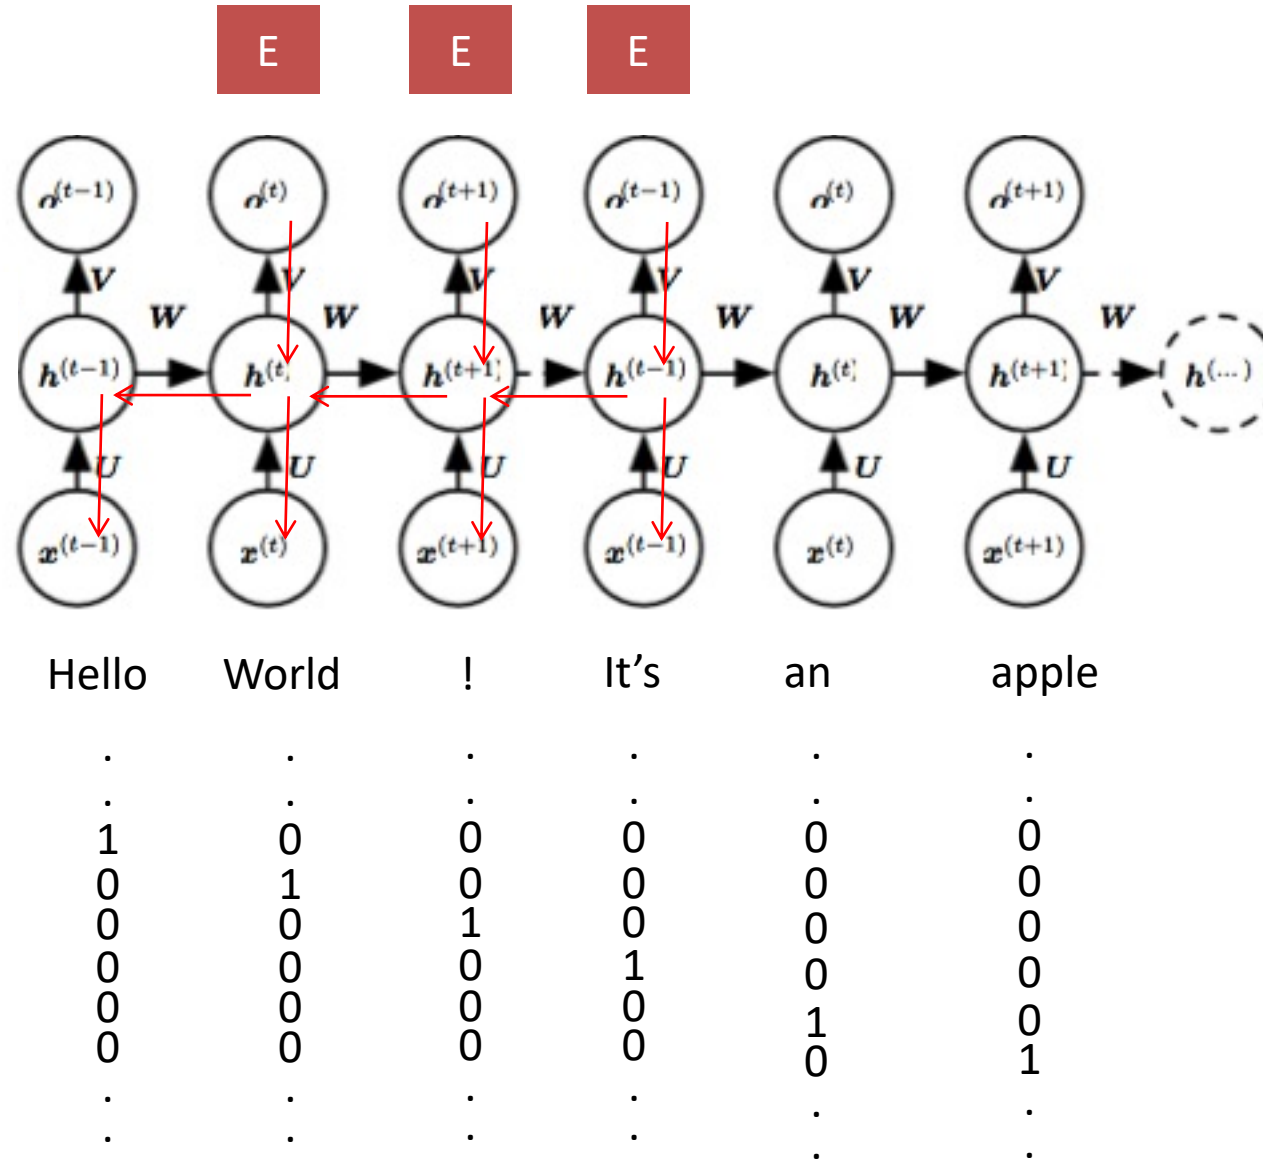 E E E
o(t−1) o(t) o(t+1) o(t−1) o(t) o(t+1)
V V V V V V
W W W W W W
h(t−1) h(t) h(t+1) h(t−1) h(t) h(t+1) h(...)
U U U U U U
x(t−1) x(t) x(t+1) x(t−1) x(t) x(t+1)
Hello World ! It’s an apple
. . . . . .
. . . . . .
1 0 0 0 0 0
0 1 0 0 0 0
0 0 1 0 0 0
0 0 0 1 0 0
0 0 0 0 1 0
0 0 0 0 0 1
. . . . . .
. . . . . .